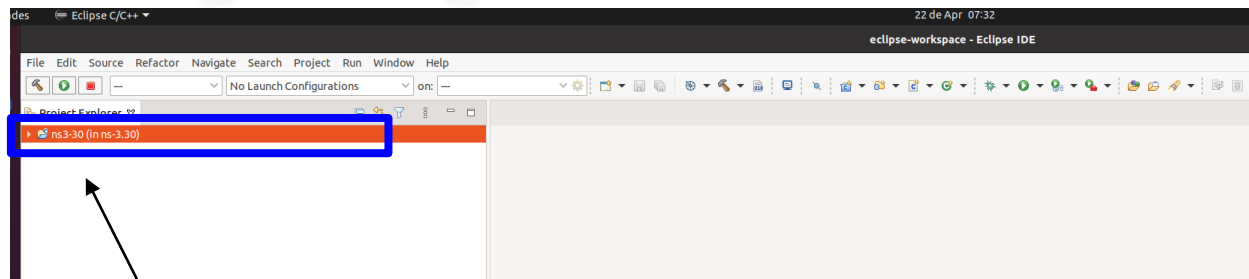 des Eclipse C/C++ 22 de Apr 07:32
eclipse-workspace - Eclipse IDE
File Edit Source Refactor Navigate Search Project Run Window Help
--- No Launch Configurations on: ---
Project Explorer
ns3-30 (in ns-3.30)